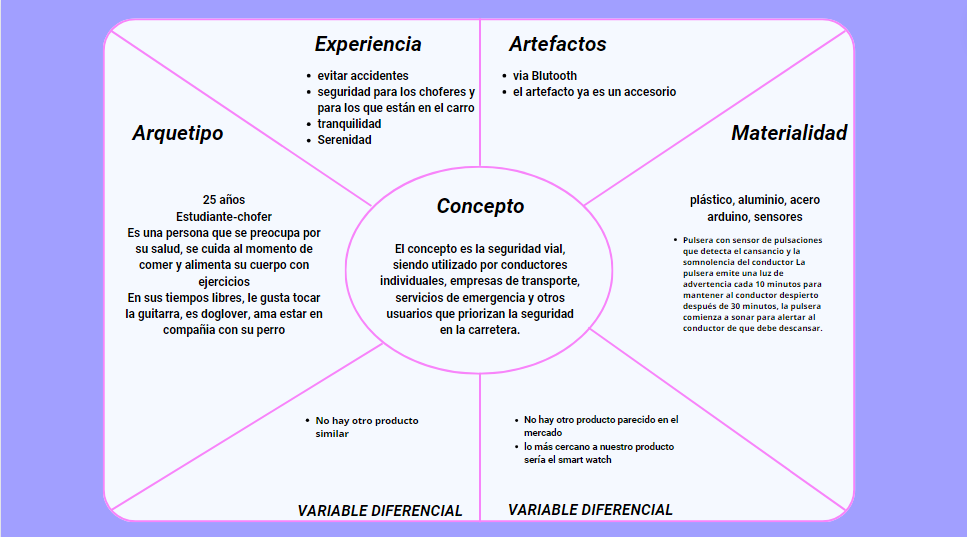 Experiencia
evitar accidentes
seguridad para los choferes y
para los que están en el carro
tranquilidad
Serenidad
Artefactos
via Blutooth
el artefacto ya es un accesorio
Arquetipo
25 años
Estudiante-chofer
Es una persona que se preocupa por
su salud, se cuida al momento de
comer y alimenta su cuerpo con
ejercicios
En sus tiempos libres, le gusta tocar
la guitarra, es doglover, ama estar en
compañia con su perro
Concepto
El concepto es la seguridad vial,
siendo utilizado por conductores
individuales, empresas de transporte,
servicios de emergencia y otros
usuarios que priorizan la seguridad
en la carretera.
Materialidad
plástico, aluminio, acero
arduino, sensores
Pulsera con sensor de pulsaciones
que detecta el cansancio y la
somnolencia del conductor La
pulsera emite una luz de
advertencia cada 10 minutos para
mantener al conductor despierto
después de 30 minutos, la pulsera
comienza a sonar para alertar al
conductor de que debe descansar.
No hay otro producto
similar
VARIABLE DIFERENCIAL
No hay otro producto parecido en el
mercado
lo más cercano a nuestro producto
sería el smart watch
VARIABLE DIFERENCIAL